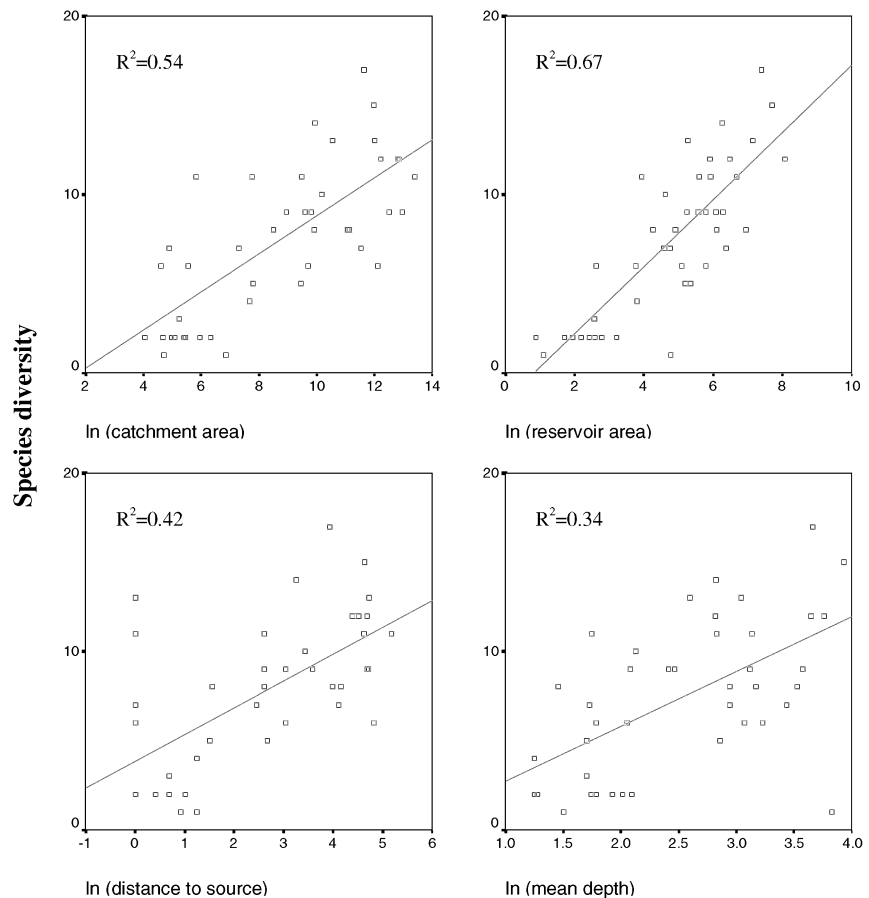 Species diversity
20
10
0
R²=0.54
2 4 6 8 10 12 14
ln (catchment area)
20
10
0
R²=0.67
0 2 4 6 8 10
ln (reservoir area)
20
10
0
R²=0.42
-1 0 1 2 3 4 5 6
ln (distance to source)
20
10
0
R²=0.34
1.0 1.5 2.0 2.5 3.0 3.5 4.0
ln (mean depth)